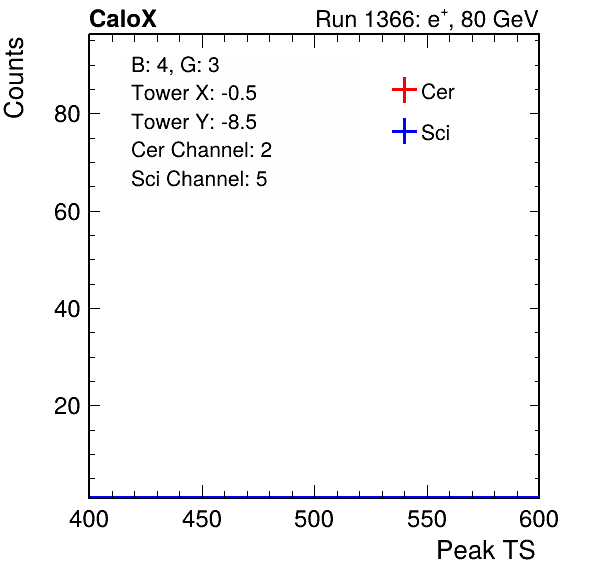 CaloX
Run 1366: e+, 80 GeV
Counts
B: 4, G: 3
Tower X: -0.5
Tower Y: -8.5
Cer Channel: 2
Sci Channel: 5
Cer
Sci
80
60
40
20
400 450 500 550 600
Peak TS